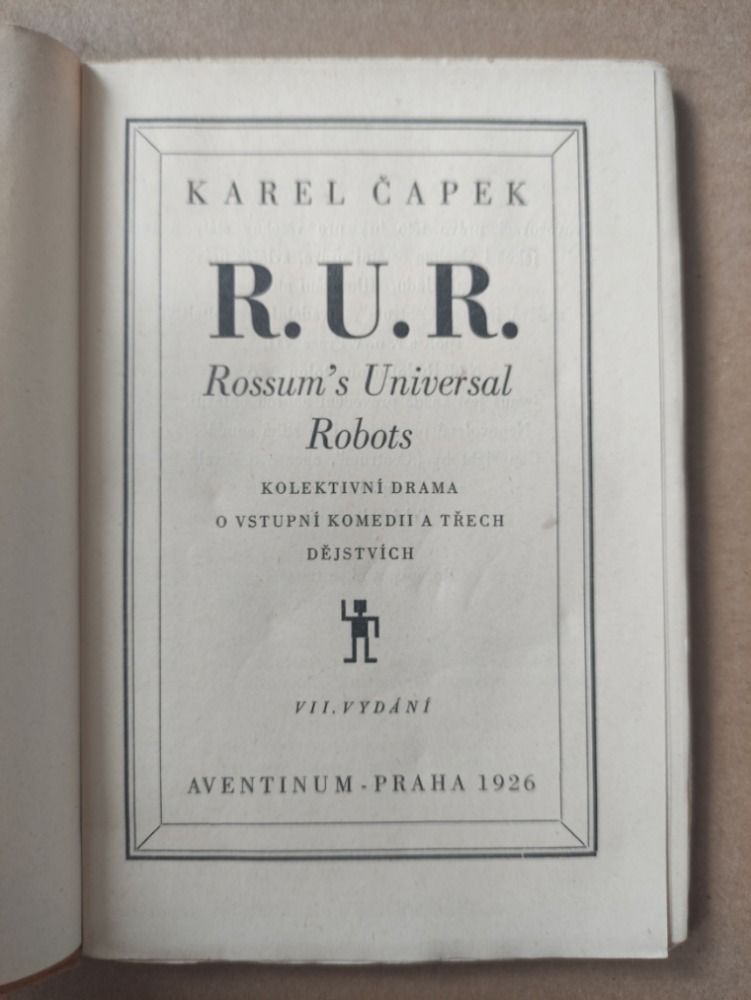 KAREL ČAPEK
R.U.R.
Rossum's Universal
Robots
KOLEKTIVNÍ DRAMA
O VSTUPNÍ KOMEDII A TŘECH
DĚJSTVÍCH
VII. VYDÁNÍ
AVENTINUM - PRAHA 1926